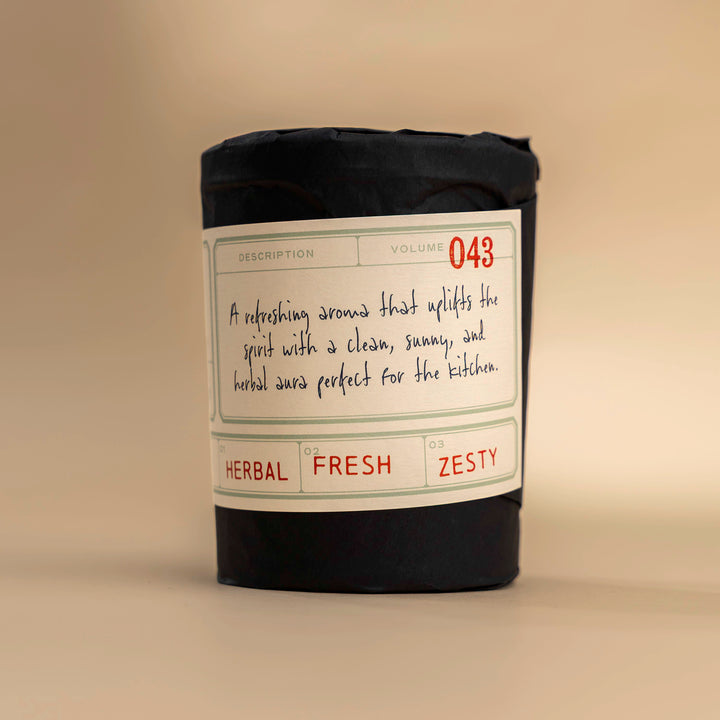 DESCRIPTION VOLUME 043
A refreshing aroma that uplifts the
spirit with a clean, sunny, and
herbal aura perfect for the kitchen.
01 02 03
HERBAL FRESH ZESTY